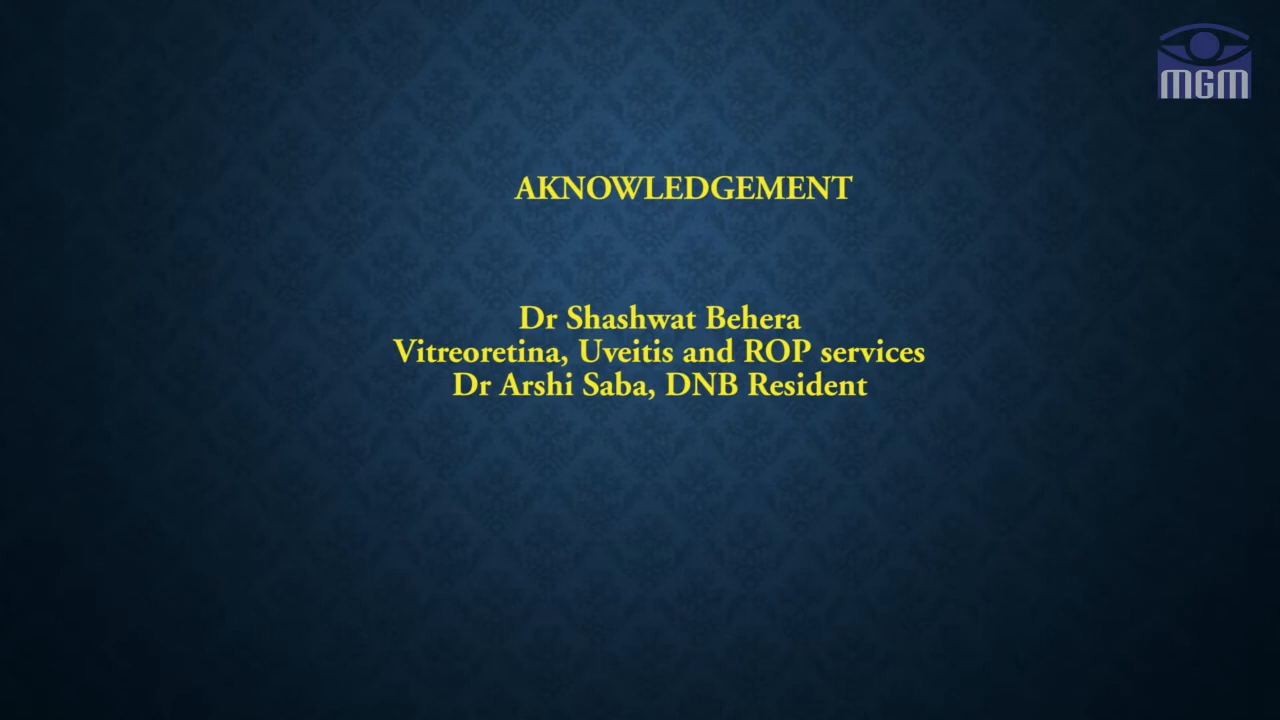 MGM
AKNOWLEDGEMENT
Dr Shashwat Behera
Vitreoretina, Uveitis and ROP services
Dr Arshi Saba, DNB Resident